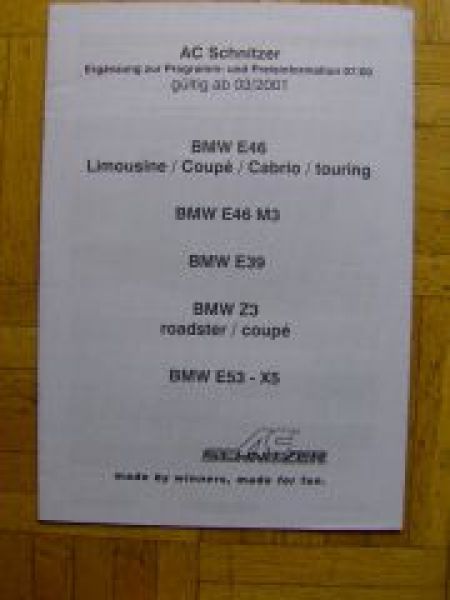 AC Schnitzer
Ergänzung zur Programm- und Preisinformation 07/00
gültig ab 03/2001
BMW E46
Limousine / Coupé / Cabrio / touring
BMW E46 M3
BMW E39
BMW Z3
roadster / coupé
BMW E53 - X5
AC
SCHNITZER
made by winners, made for fun.